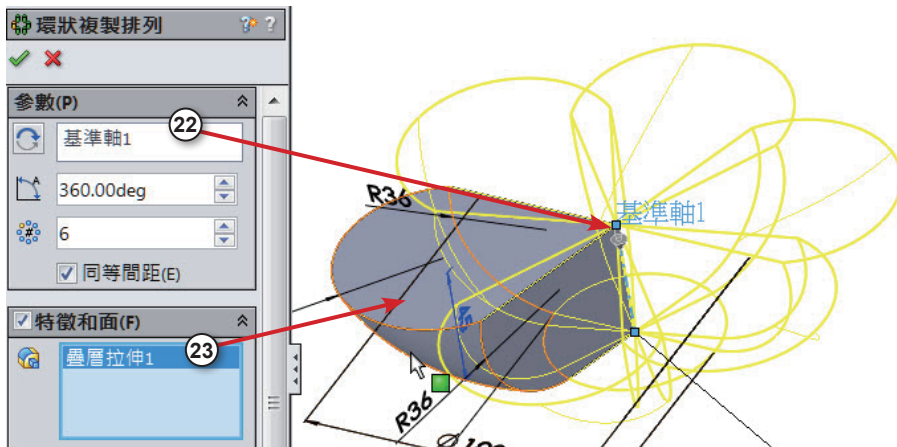 環狀複製排列
參數(P)
22
基準軸1
360.00deg
6
同等間距(E)
特徵和面(F)
23
疊層拉伸1
R36
基準軸1
R36